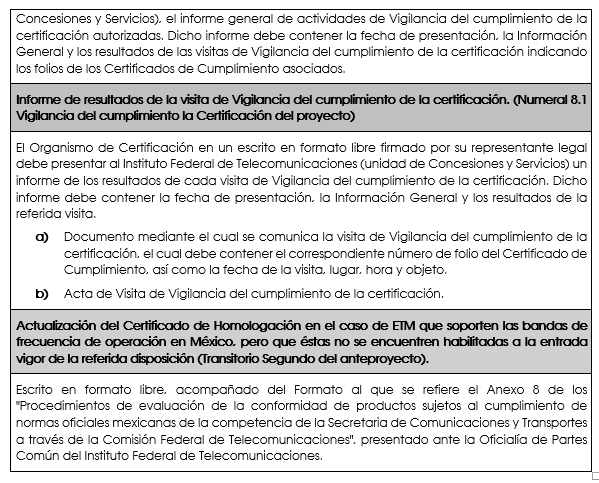 Concesiones y Servicios), el informe general de actividades de Vigilancia del cumplimiento de la
certificación autorizadas. Dicho informe debe contener la fecha de presentación, la Información
General y los resultados de las visitas de Vigilancia del cumplimiento de la certificación indicando
los folios de los Certificados de Cumplimiento asociados.
Informe de resultados de la visita de Vigilancia del cumplimiento de la certificación. (Numeral 8.1
Vigilancia del cumplimiento la Certificación del proyecto)
El Organismo de Certificación en un escrito en formato libre firmado por su representante legal
debe presentar al Instituto Federal de Telecomunicaciones (unidad de Concesiones y Servicios) un
informe de los resultados de cada visita de Vigilancia del cumplimiento de la certificación. Dicho
informe debe contener la fecha de presentación, la Información General y los resultados de la
referida visita.
a) Documento mediante el cual se comunica la visita de Vigilancia del cumplimiento de la
certificación, el cual debe contener el correspondiente número de folio del Certificado de
Cumplimiento, así como la fecha de la visita, lugar, hora y objeto.
b) Acta de Visita de Vigilancia del cumplimiento de la certificación.
Actualización del Certificado de Homologación en el caso de ETM que soporten las bandas de
frecuencia de operación en México, pero que éstas no se encuentren habilitadas a la entrada
vigor de la referida disposición (Transitorio Segundo del anteproyecto).
Escrito en formato libre, acompañado del Formato al que se refiere el Anexo 8 de los
"Procedimientos de evaluación de la conformidad de productos sujetos al cumplimiento de
normas oficiales mexicanas de la competencia de la Secretaria de Comunicaciones y Transportes
a través de la Comisión Federal de Telecomunicaciones", presentado ante la Oficialía de Partes
Común del Instituto Federal de Telecomunicaciones.